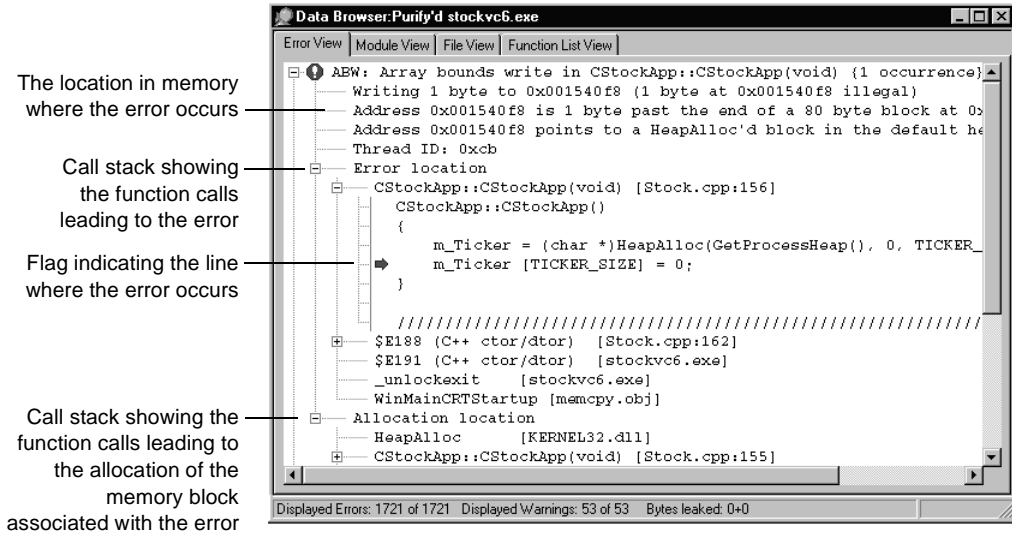 Data Browser:Purify'd stockvc6.exe
Error View Module View File View Function List View
ABW: Array bounds write in CStockApp::CStockApp(void) {1 occurrence}
Writing 1 byte to 0x001540f8 (1 byte at 0x001540f8 illegal)
Address 0x001540f8 is 1 byte past the end of a 80 byte block at 0x
Address 0x001540f8 points to a HeapAlloc'd block in the default he
Thread ID: 0xcb
Error location
CStockApp::CStockApp(void) [Stock.cpp:156]
CStockApp::CStockApp()
{
m_Ticker = (char *)HeapAlloc(GetProcessHeap(), 0, TICKER_
m_Ticker [TICKER_SIZE] = 0;
}
//////////////////////////////////////////////////////////////
$E188 (C++ ctor/dtor) [Stock.cpp:162]
$E191 (C++ ctor/dtor) [stockvc6.exe]
_unlockexit [stockvc6.exe]
WinMainCRTStartup [memcpy.obj]
Allocation location
HeapAlloc [KERNEL32.dll]
CStockApp::CStockApp(void) [Stock.cpp:155]
Displayed Errors: 1721 of 1721 Displayed Warnings: 53 of 53 Bytes leaked: 0+0
The location in memory
where the error occurs
Call stack showing
the function calls
leading to the error
Flag indicating the line
where the error occurs
Call stack showing the
function calls leading to
the allocation of the
memory block
associated with the error